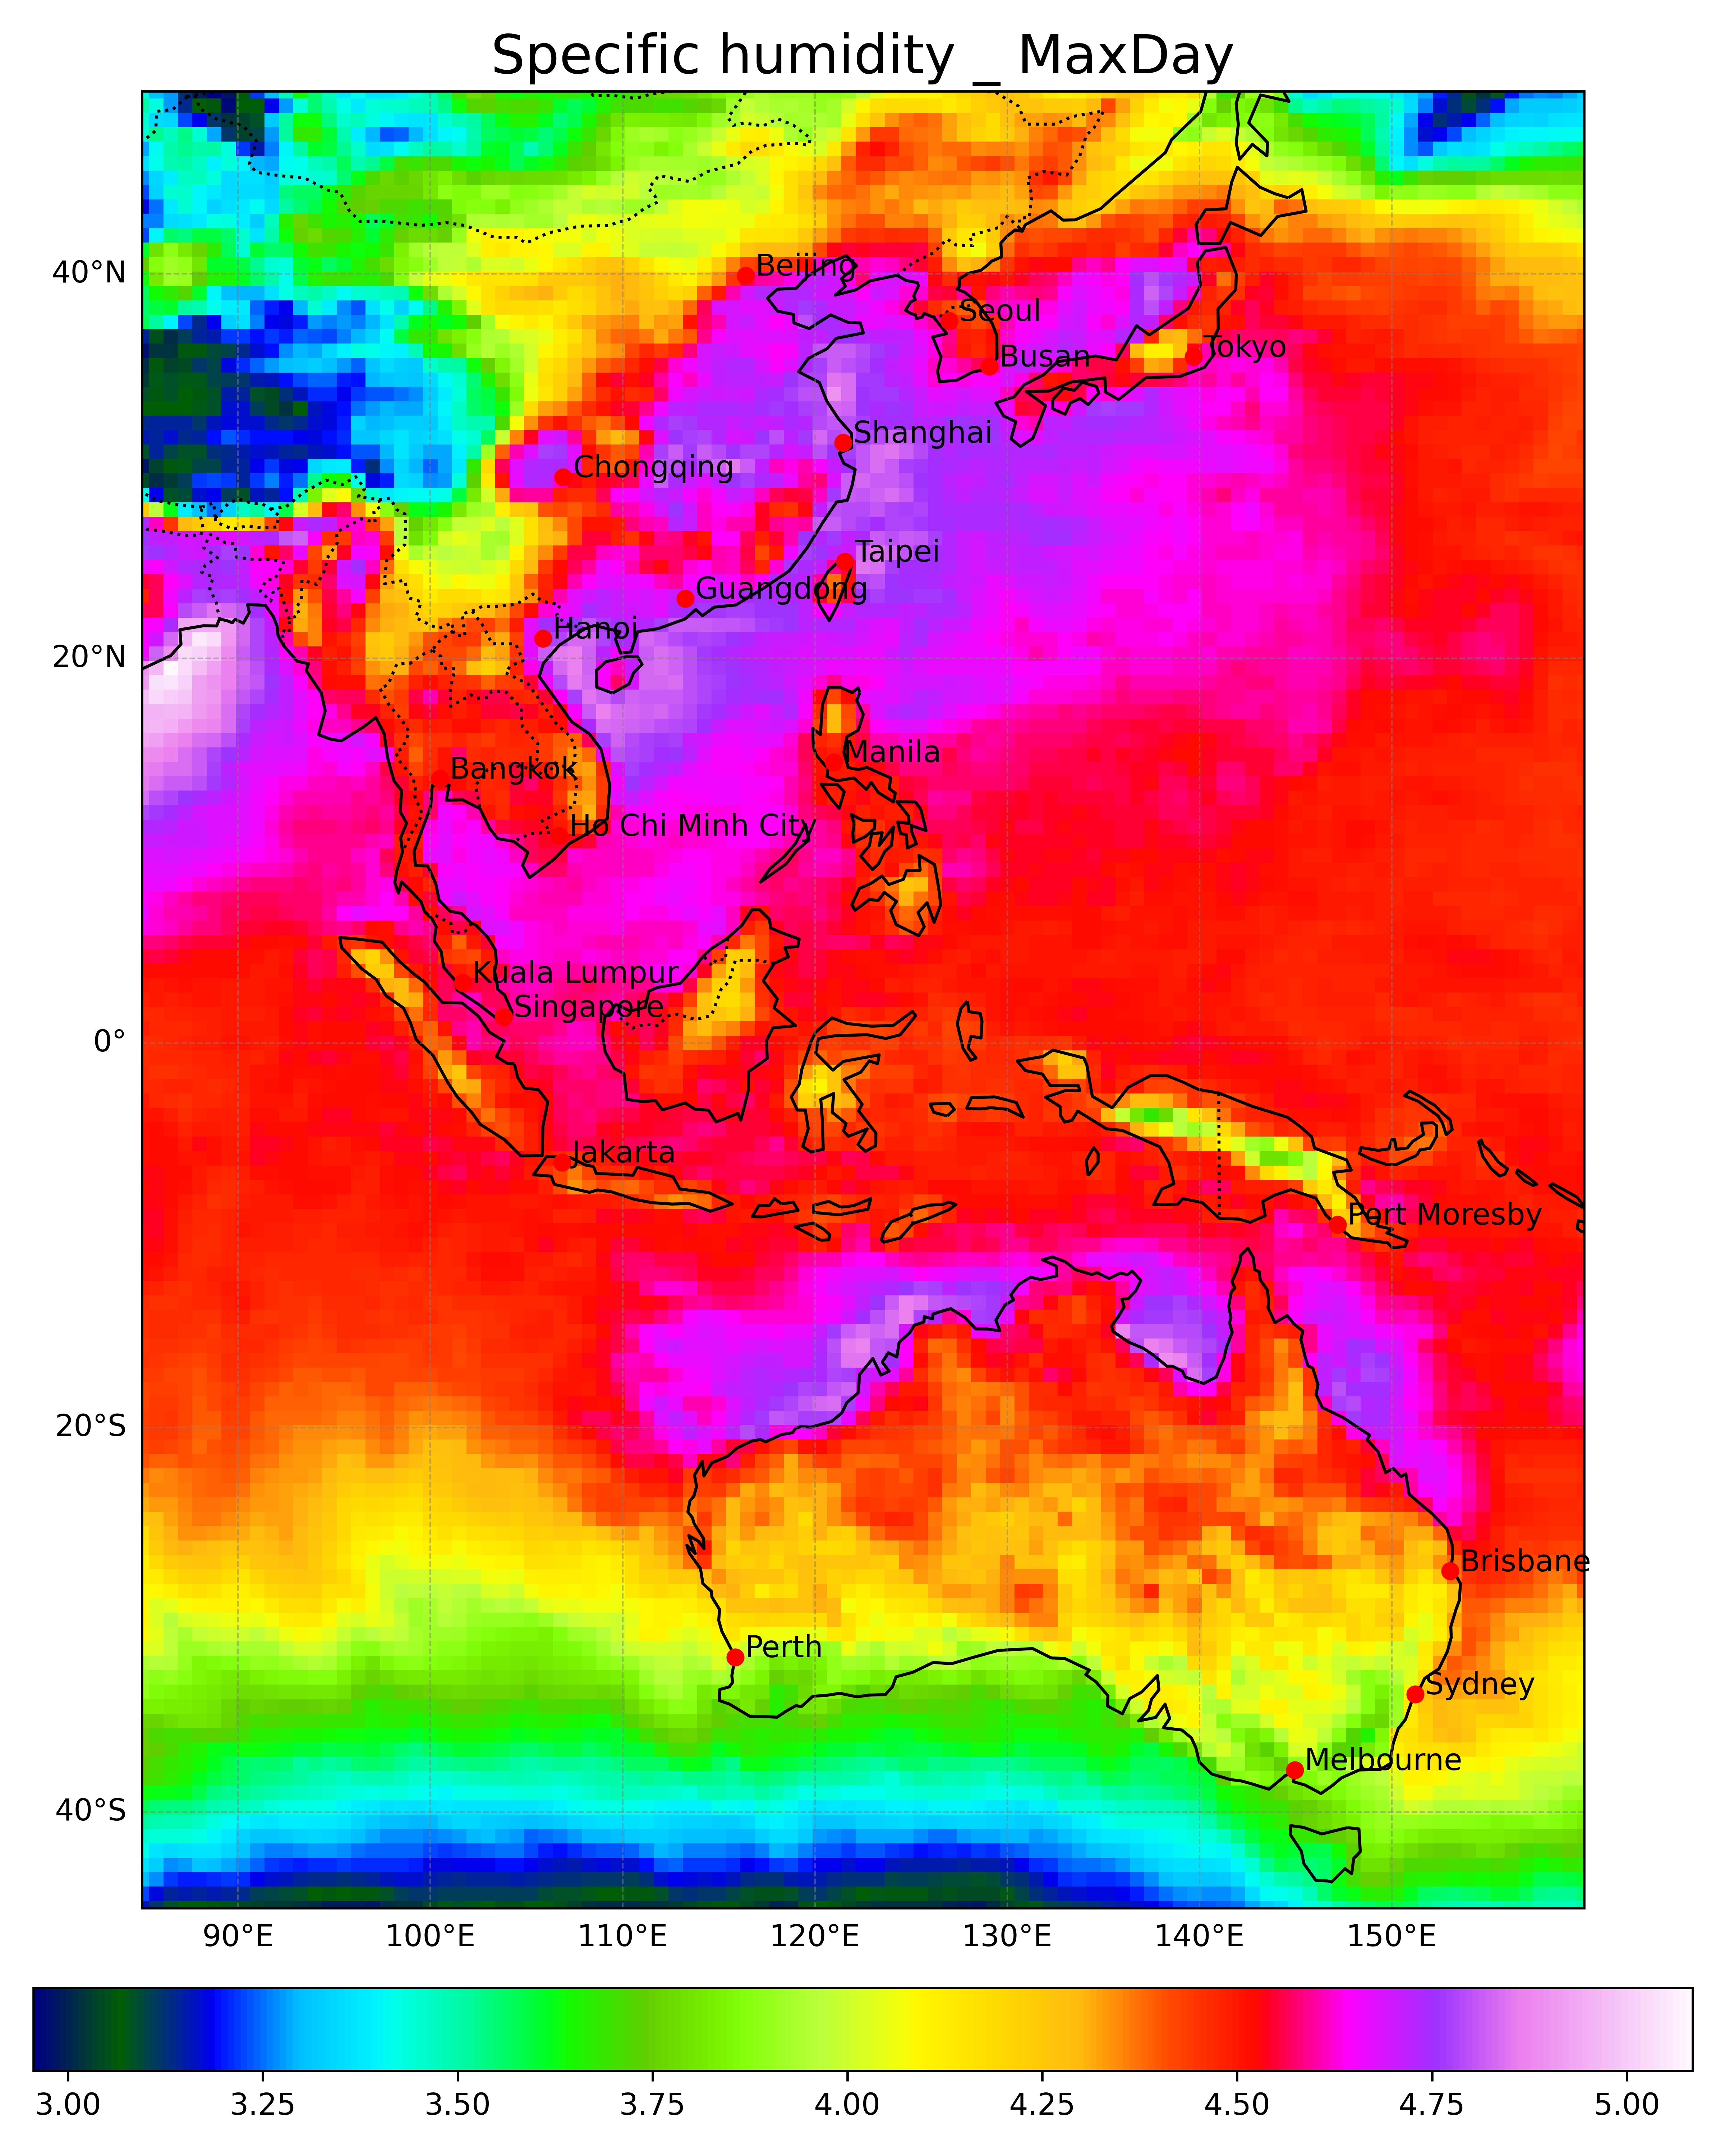 Specific humidity _ MaxDay
40°N
20°N
0°
20°S
40°S
Beijing
Seoul
Tokyo
Busan
Shanghai
Chongqing
Taipei
Guangdong
Hanoi
Manila
Bangkok
Ho Chi Minh City
Kuala Lumpur
Singapore
Jakarta
Port Moresby
Brisbane
Perth
Sydney
Melbourne
90°E 100°E 110°E 120°E 130°E 140°E 150°E
3.00 3.25 3.50 3.75 4.00 4.25 4.50 4.75 5.00